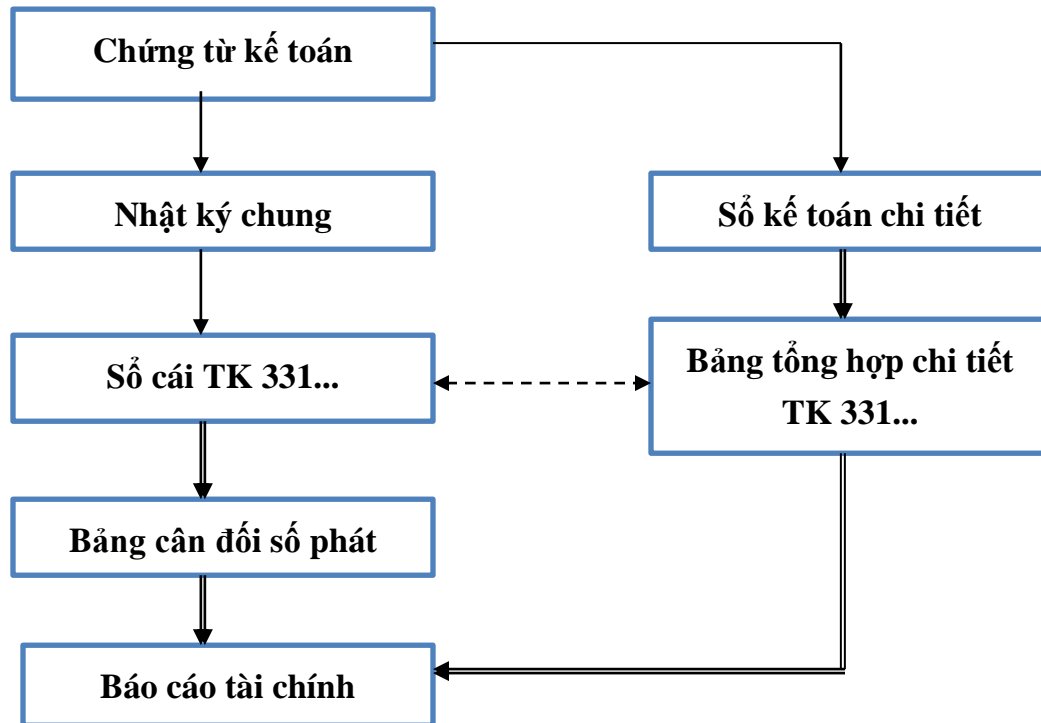 Chứng từ kế toán
Nhật ký chung
Sổ kế toán chi tiết
Sổ cái TK 331...
Bảng tổng hợp chi tiết
TK 331...
Bảng cân đối số phát
Báo cáo tài chính